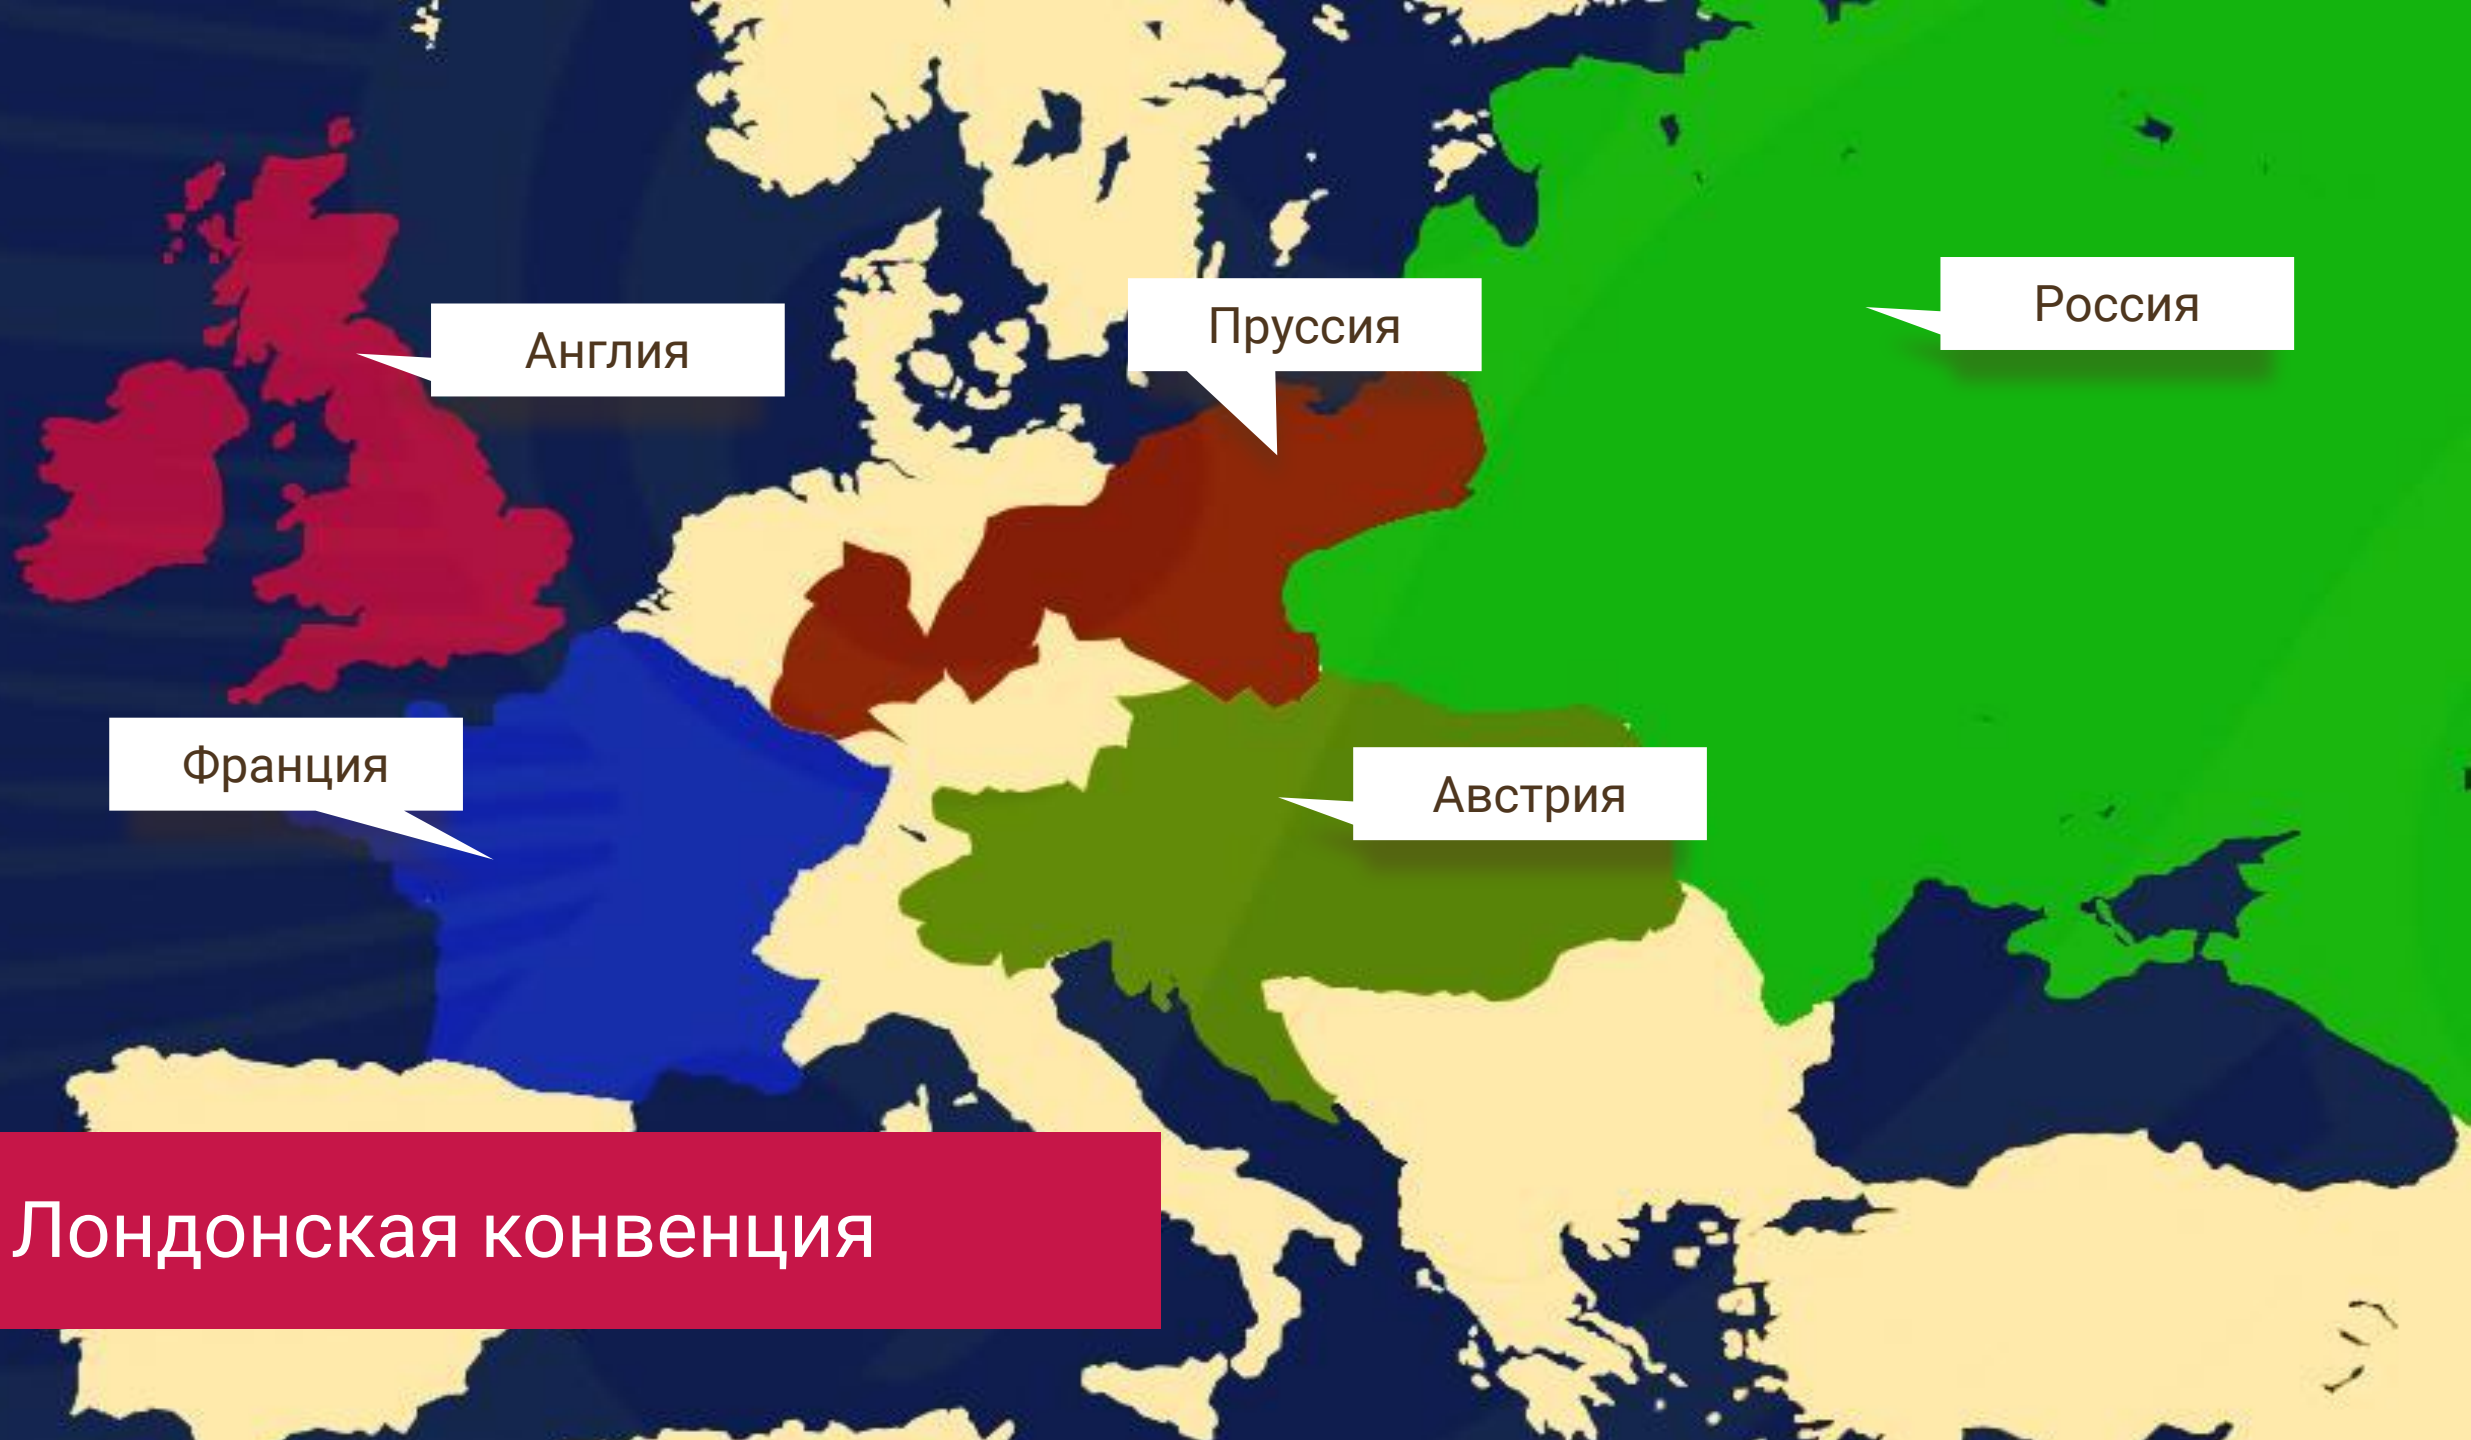 Россия
Пруссия
Англия
Франция
Австрия
Лондонская конвенция